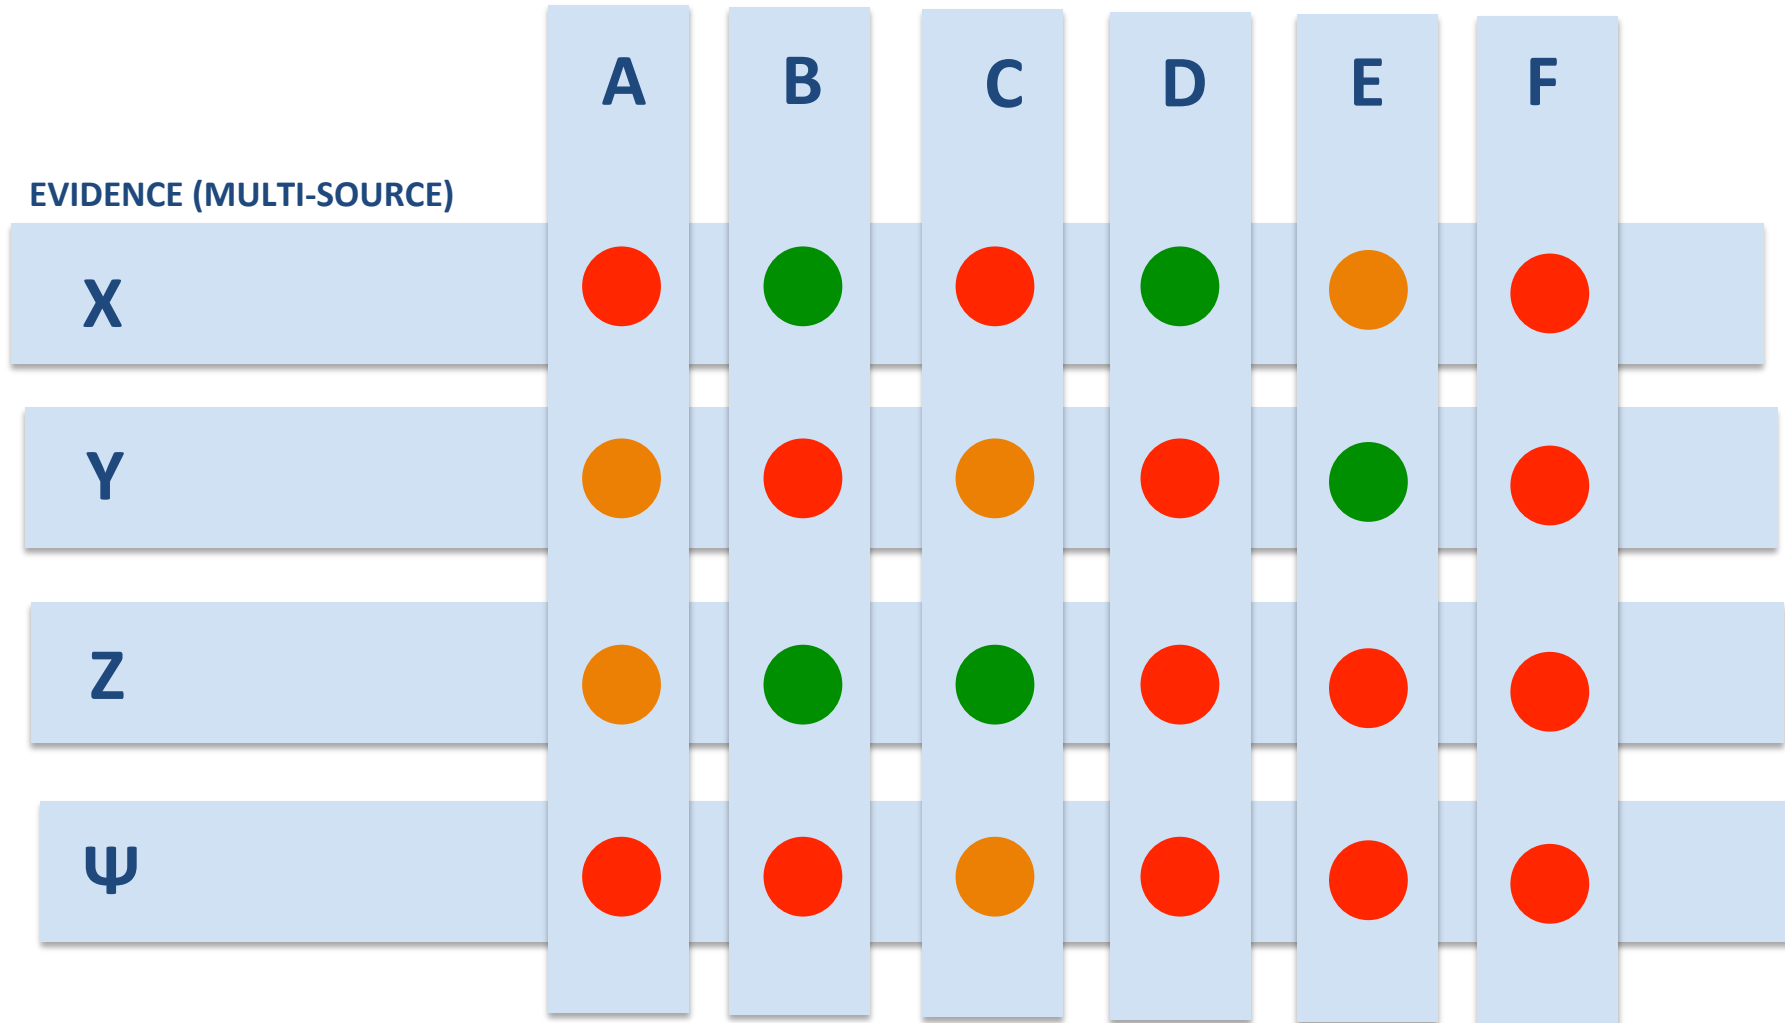 A B C D E F
EVIDENCE (MULTI-SOURCE)
X
Y
Z
Ψ